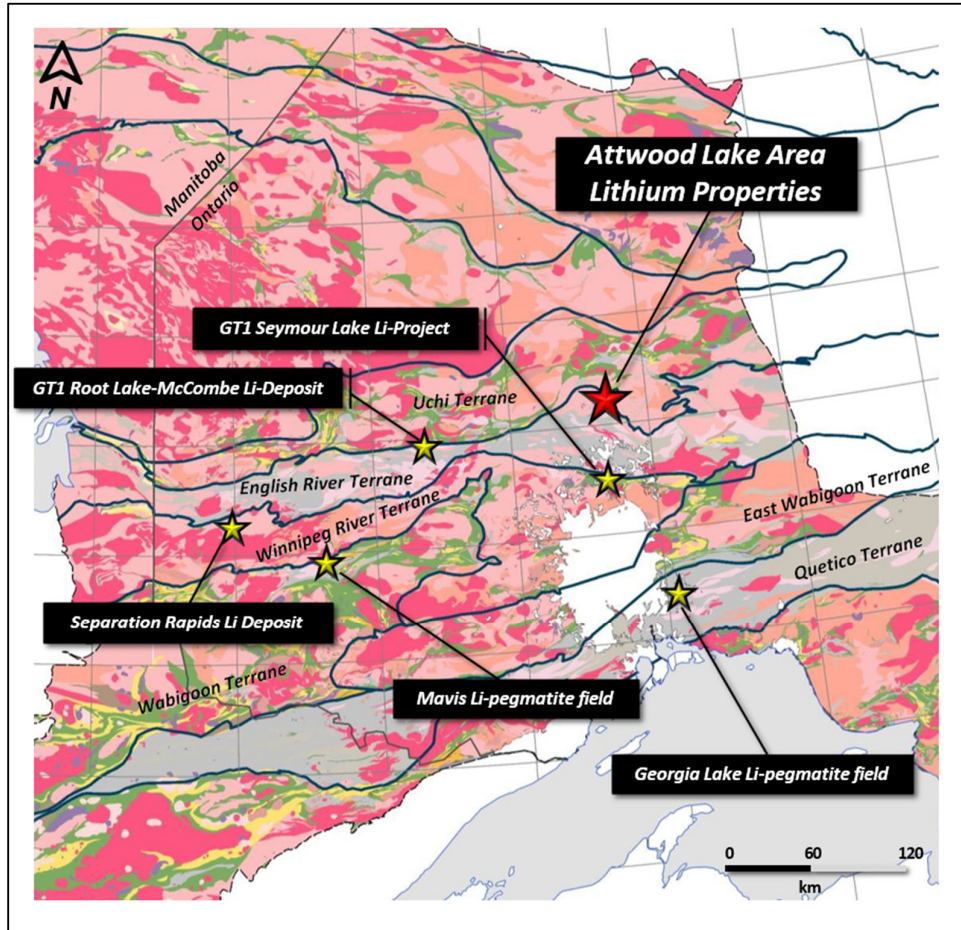 N
Manitoba
Ontario
Attwood Lake Area
Lithium Properties
GT1 Seymour Lake Li-Project
GT1 Root Lake-McCombe Li-Deposit
Uchi Terrane
English River Terrane
Winnipeg River Terrane
East Wabigoon Terrane
Quetico Terrane
Separation Rapids Li Deposit
Wabigoon Terrane
Mavis Li-pegmatite field
Georgia Lake Li-pegmatite field
0 60 120
km